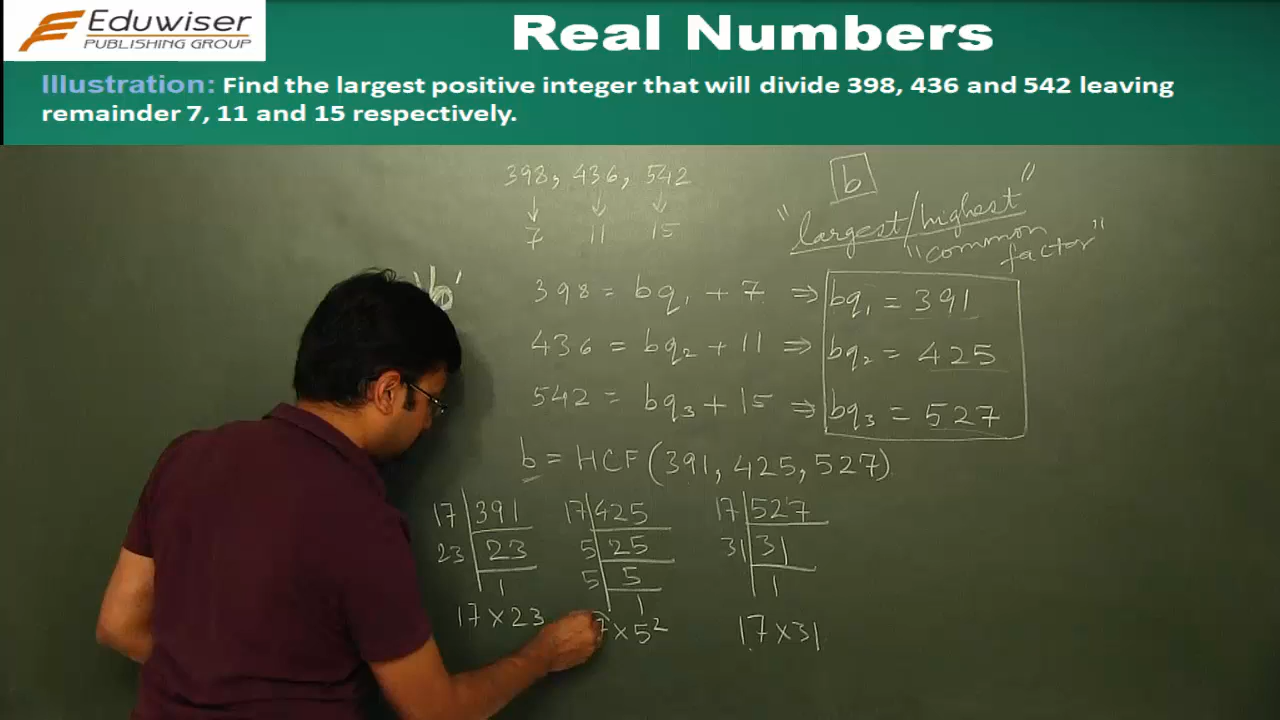 Eduwiser
PUBLISHING GROUP
Real Numbers
Illustration: Find the largest positive integer that will divide 398, 436 and 542 leaving
remainder 7, 11 and 15 respectively.
398, 436, 542
↓ ↓ ↓
7 11 15
b
"largest/highest"
"common
factor"
'b'
398 = bq₁ + 7 ⇒ bq₁ = 391
436 = bq₂ + 11 ⇒ bq₂ = 425
542 = bq₃ + 15 ⇒ bq₃ = 527
b = HCF (391, 425, 527)
17 391 17 425 17 527
23 23 5 25 31 31
1 5 5 1
1
17 × 23 7 × 5² 17 × 31